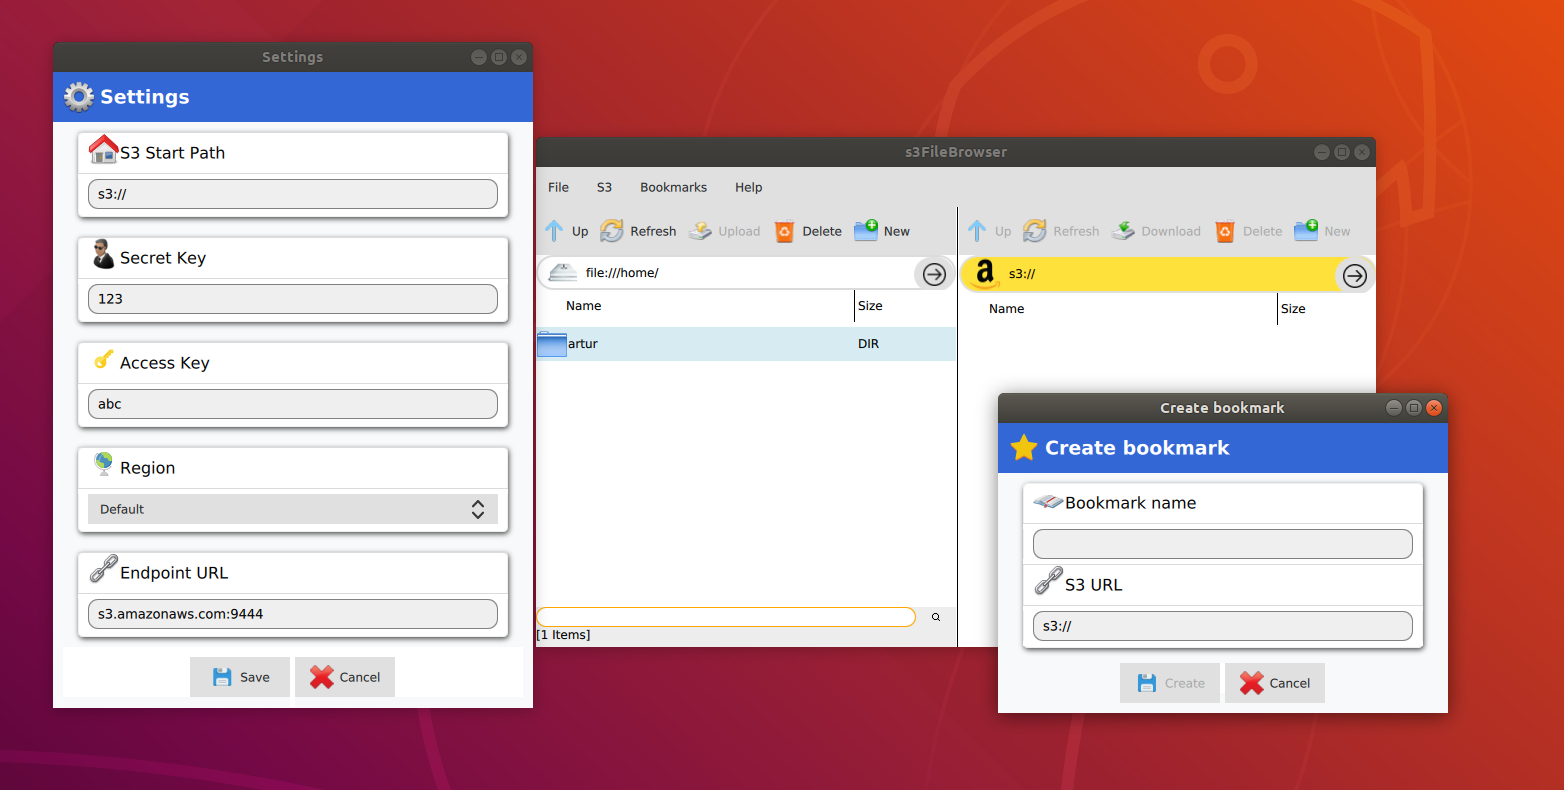 Settings
Settings
S3 Start Path
s3://
Secret Key
123
Access Key
abc
Region
Default
Endpoint URL
s3.amazonaws.com:9444
Save Cancel
s3FileBrowser
File S3 Bookmarks Help
Up Refresh Upload Delete New
file:///home/
Name Size
artur DIR
[1 Items]
Up Refresh Download Delete New
a s3://
Name Size
Create bookmark
Create bookmark
Bookmark name
S3 URL
s3://
Create Cancel